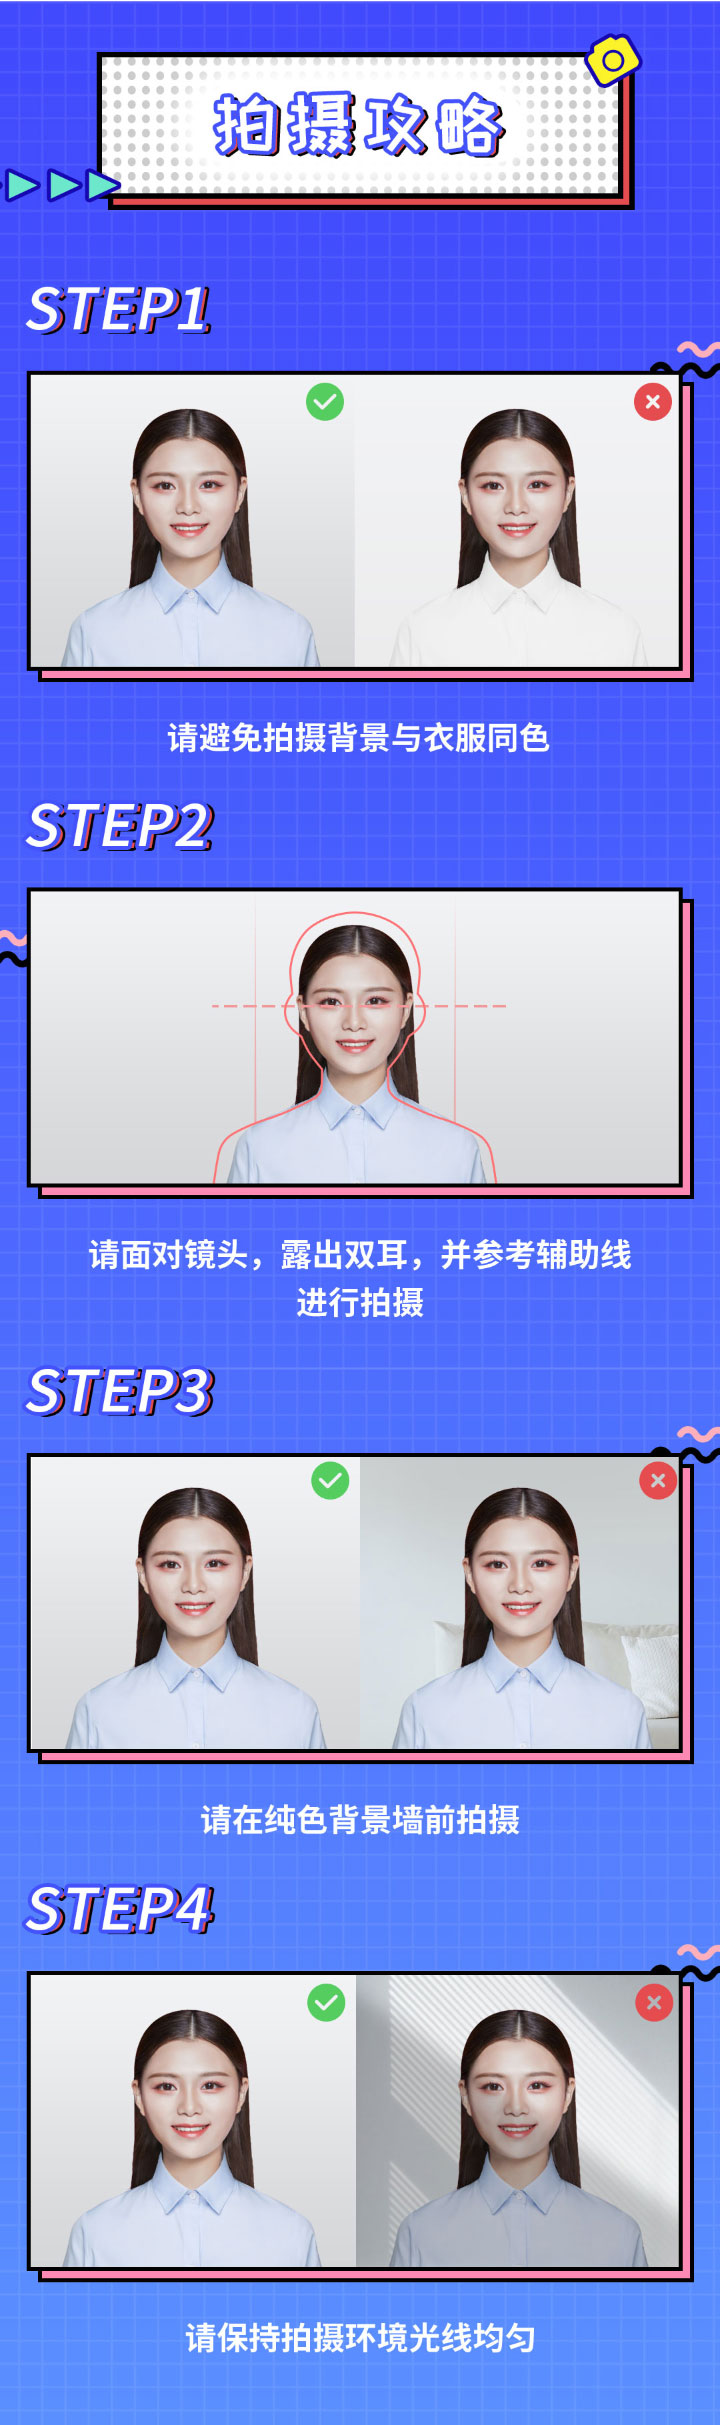 拍摄攻略
STEP1
请避免拍摄背景与衣服同色
STEP2
请面对镜头，露出双耳，并参考辅助线
进行拍摄
STEP3
请在纯色背景墙前拍摄
STEP4
请保持拍摄环境光线均匀